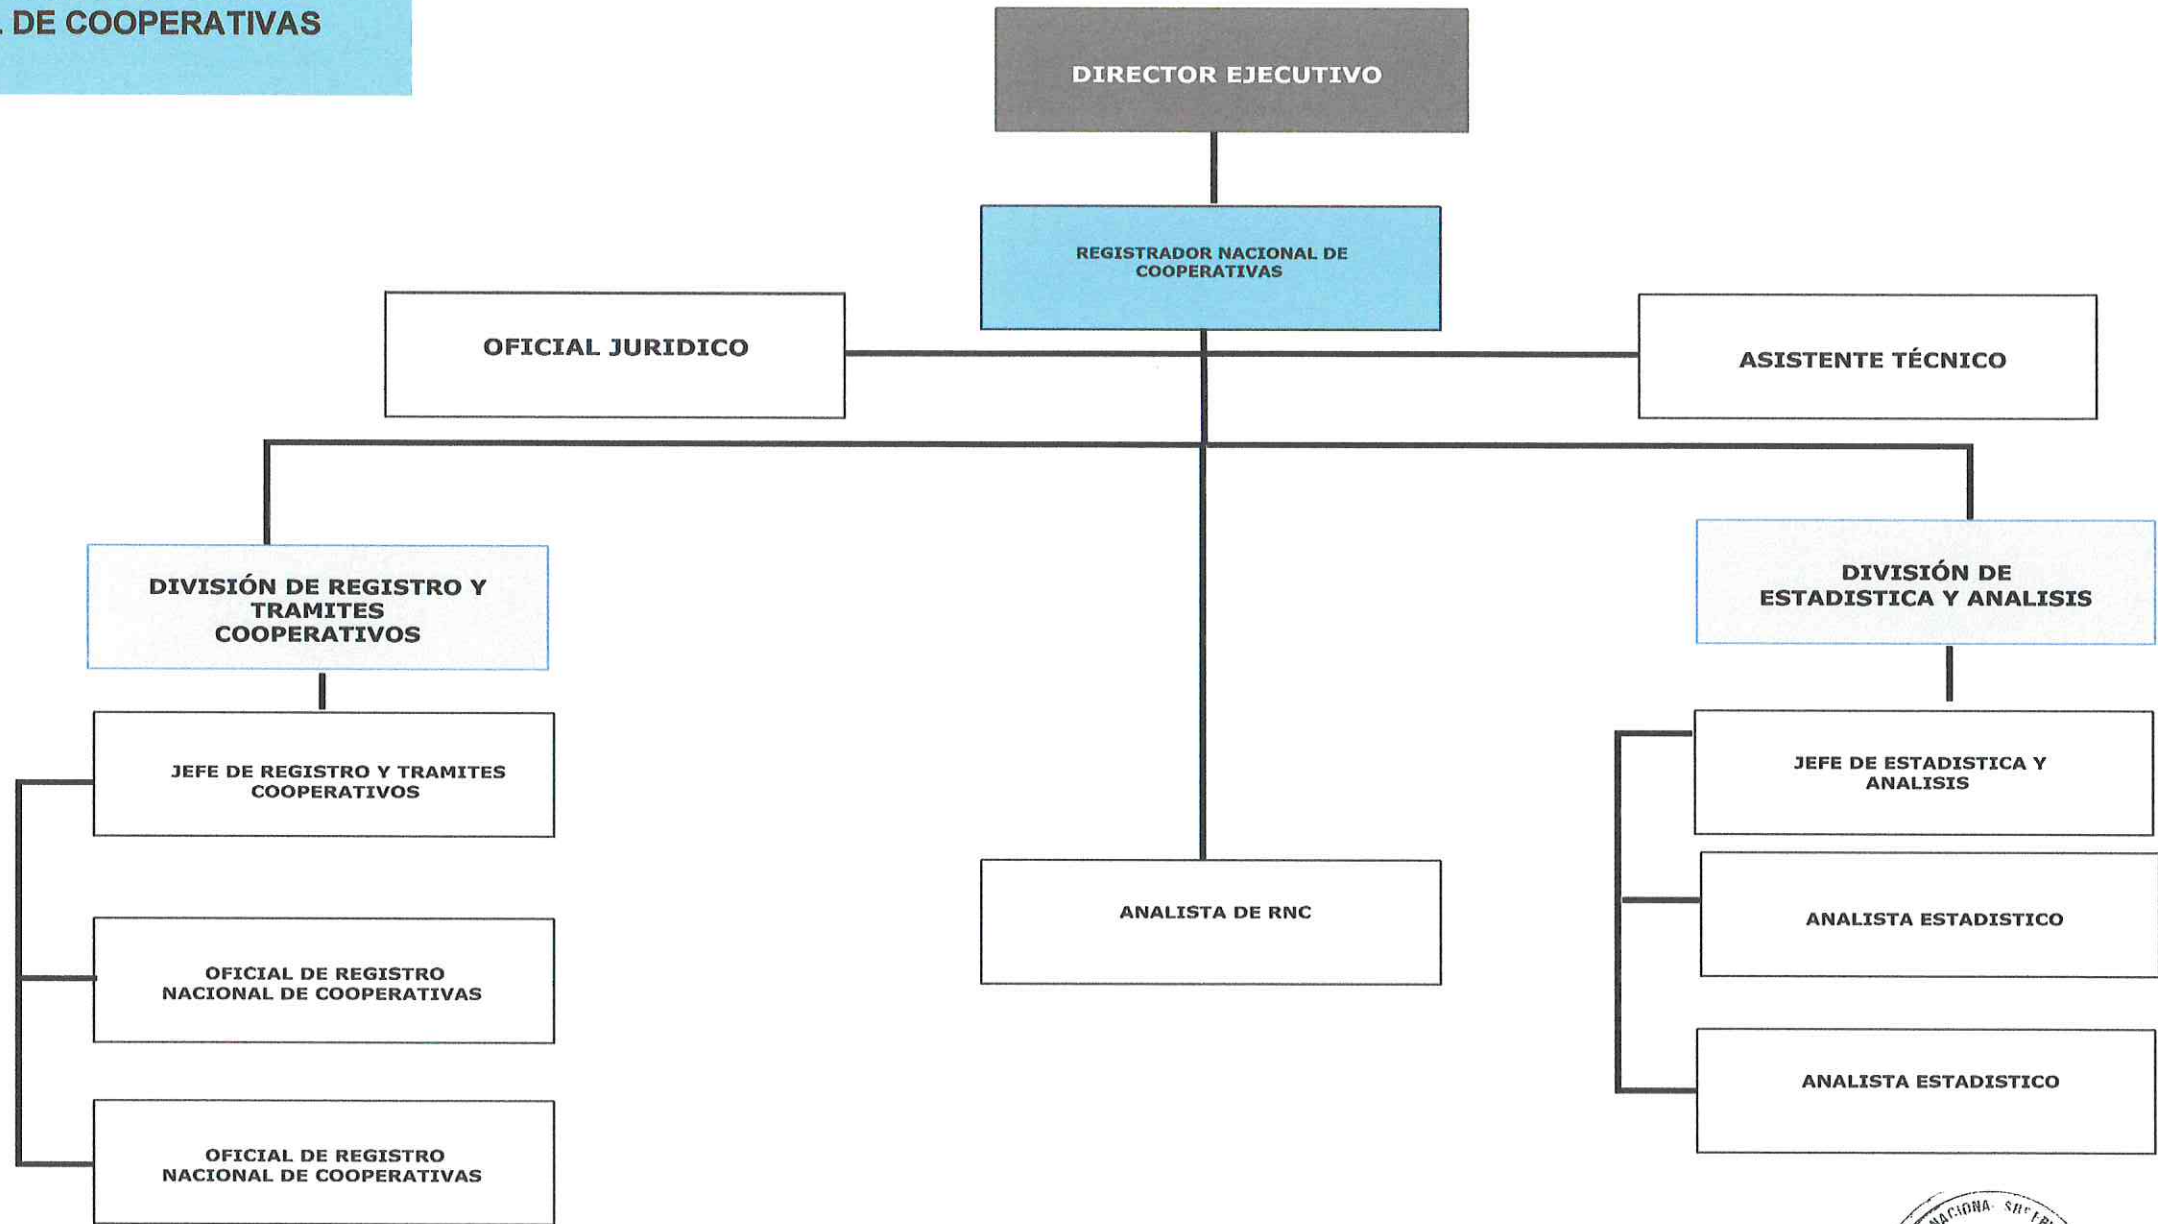 DE COOPERATIVAS
DIRECTOR EJECUTIVO
REGISTRADOR NACIONAL DE
COOPERATIVAS
OFICIAL JURIDICO
ASISTENTE TÉCNICO
DIVISIÓN DE REGISTRO Y
TRAMITES
COOPERATIVOS
DIVISIÓN DE
ESTADISTICA Y ANALISIS
JEFE DE REGISTRO Y TRAMITES
COOPERATIVOS
JEFE DE ESTADISTICA Y
ANALISIS
ANALISTA DE RNC
ANALISTA ESTADISTICO
OFICIAL DE REGISTRO
NACIONAL DE COOPERATIVAS
ANALISTA ESTADISTICO
OFICIAL DE REGISTRO
NACIONAL DE COOPERATIVAS